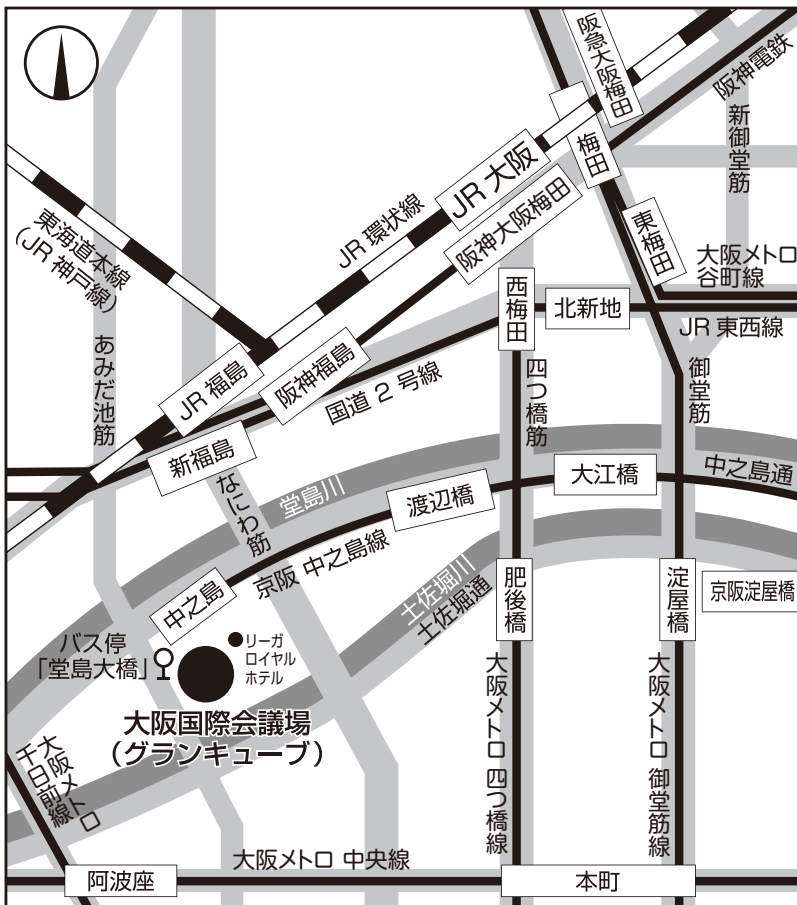 阪急大阪梅田
阪神電鉄
新御堂筋
梅田
JR 大阪
東梅田
阪神大阪梅田
JR 環状線
東海道本線
（JR 神戸線）
大阪メトロ
谷町線
西梅田
北新地
JR 東西線
あみだ池筋
JR 福島
阪神福島
国道 2 号線
四つ橋筋
御堂筋
新福島
なにわ筋
堂島川
渡辺橋
大江橋
中之島通
京阪 中之島線
中之島
土佐堀川
土佐堀通
肥後橋
淀屋橋
京阪淀屋橋
バス停
「堂島大橋」
リーガ
ロイヤル
ホテル
大阪国際会議場
（グランキューブ）
大阪メトロ
千日前線
大阪メトロ 四つ橋線
大阪メトロ 御堂筋線
大阪メトロ 中央線
阿波座
本町